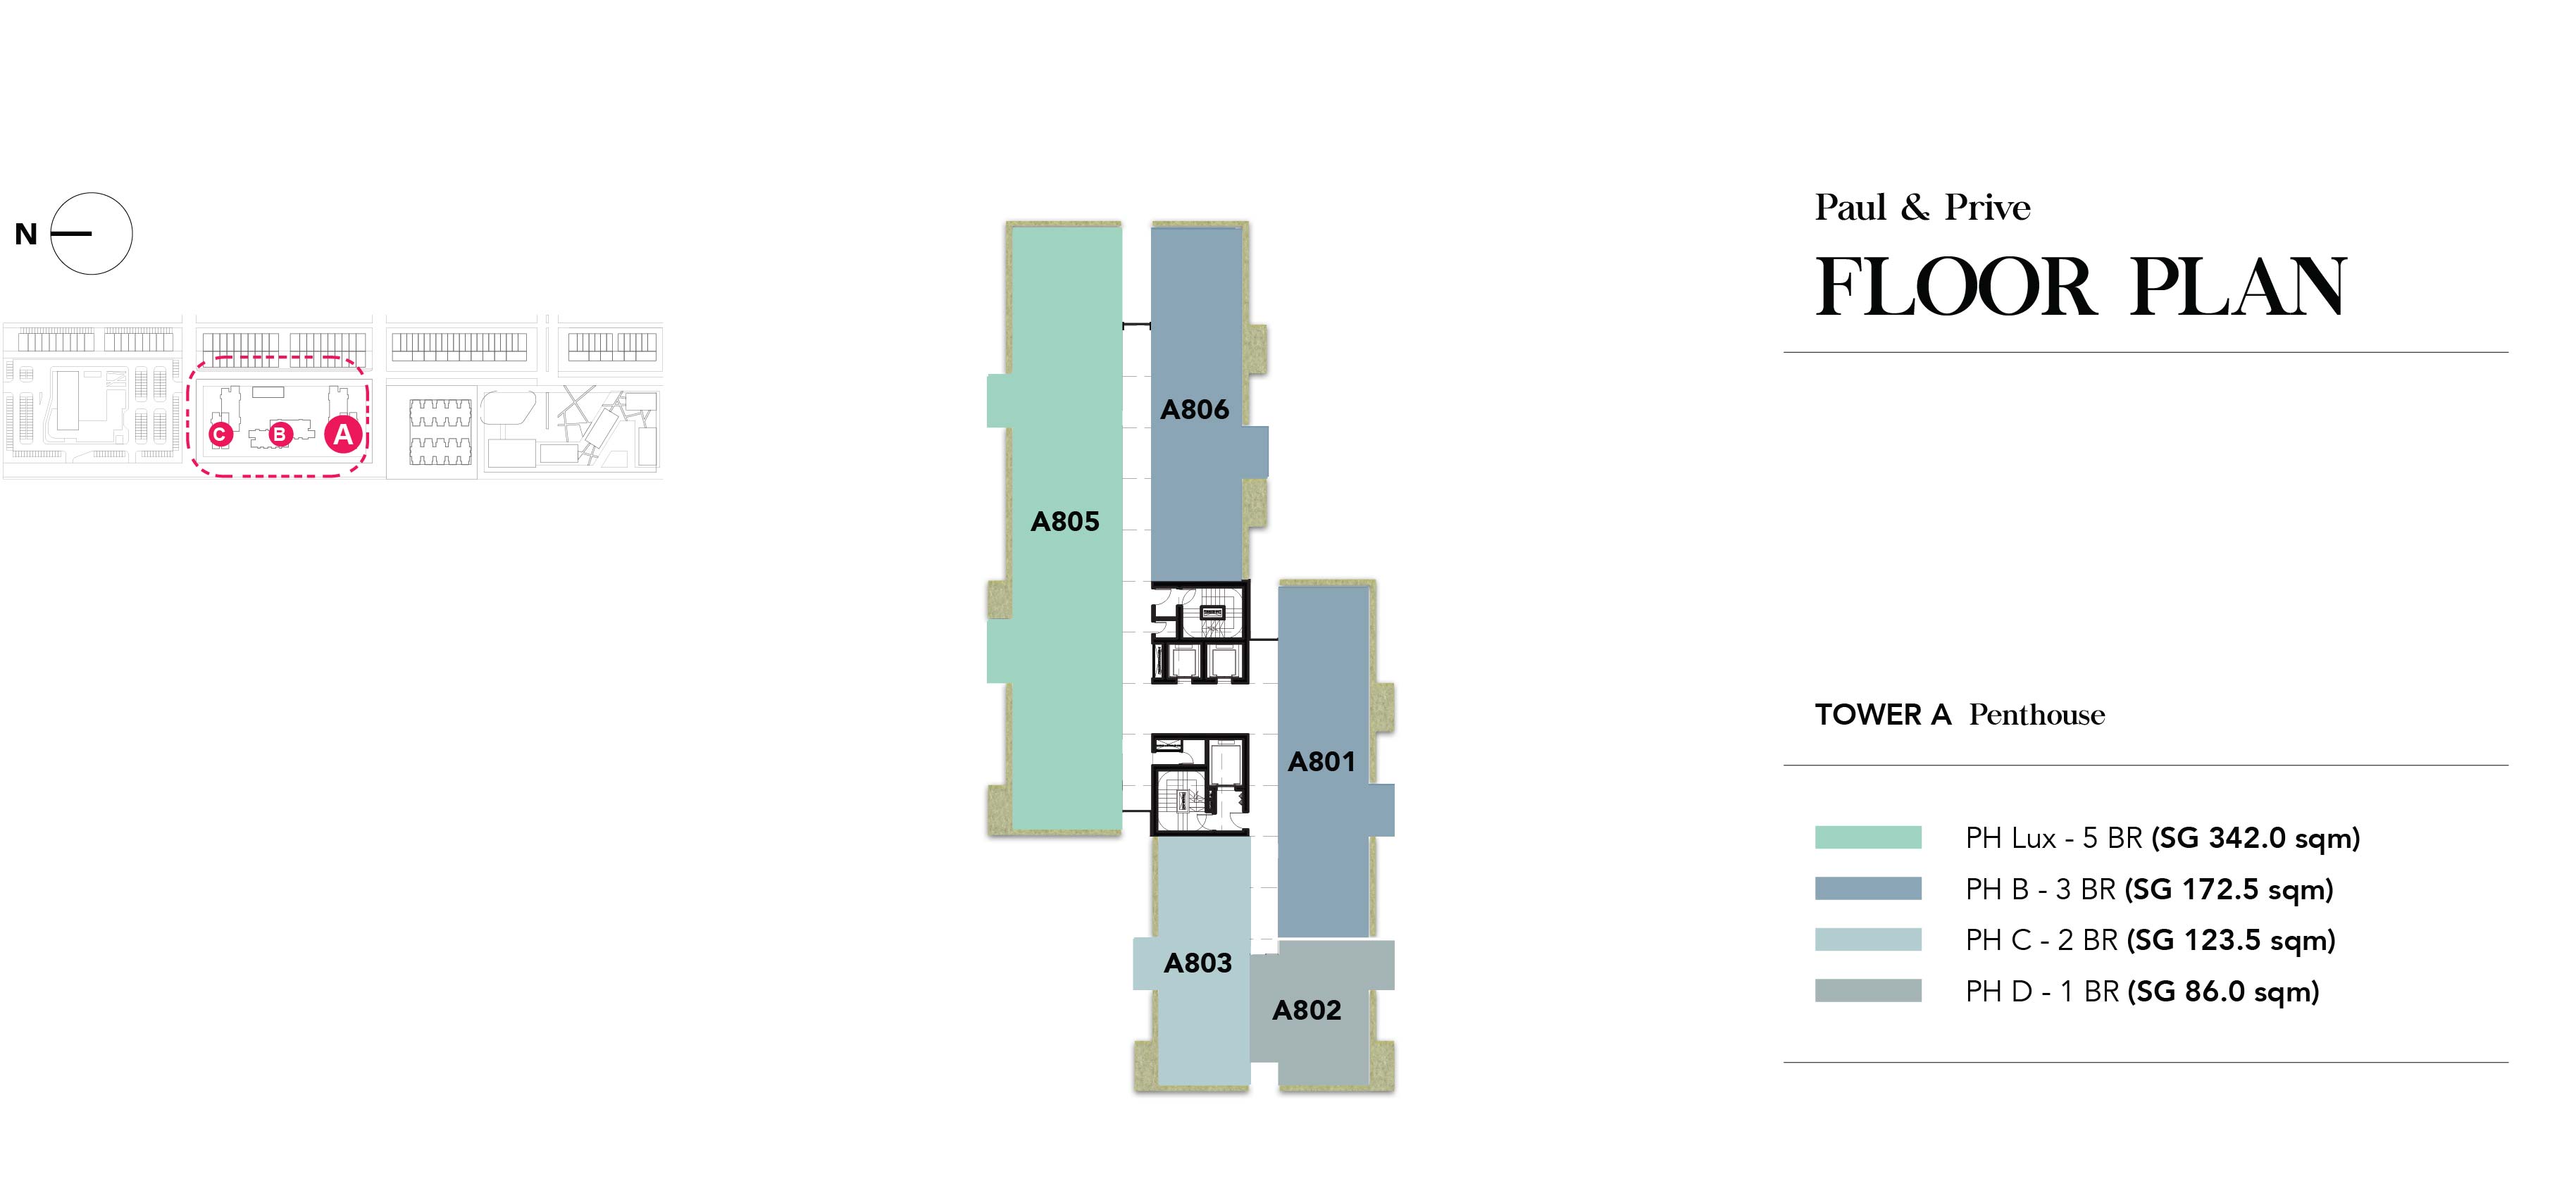 N
C
B
A
A805
A806
A801
A803
A802
Paul & Prive
FLOOR PLAN
TOWER A Penthouse
PH Lux - 5 BR (SG 342.0 sqm)
PH B - 3 BR (SG 172.5 sqm)
PH C - 2 BR (SG 123.5 sqm)
PH D - 1 BR (SG 86.0 sqm)